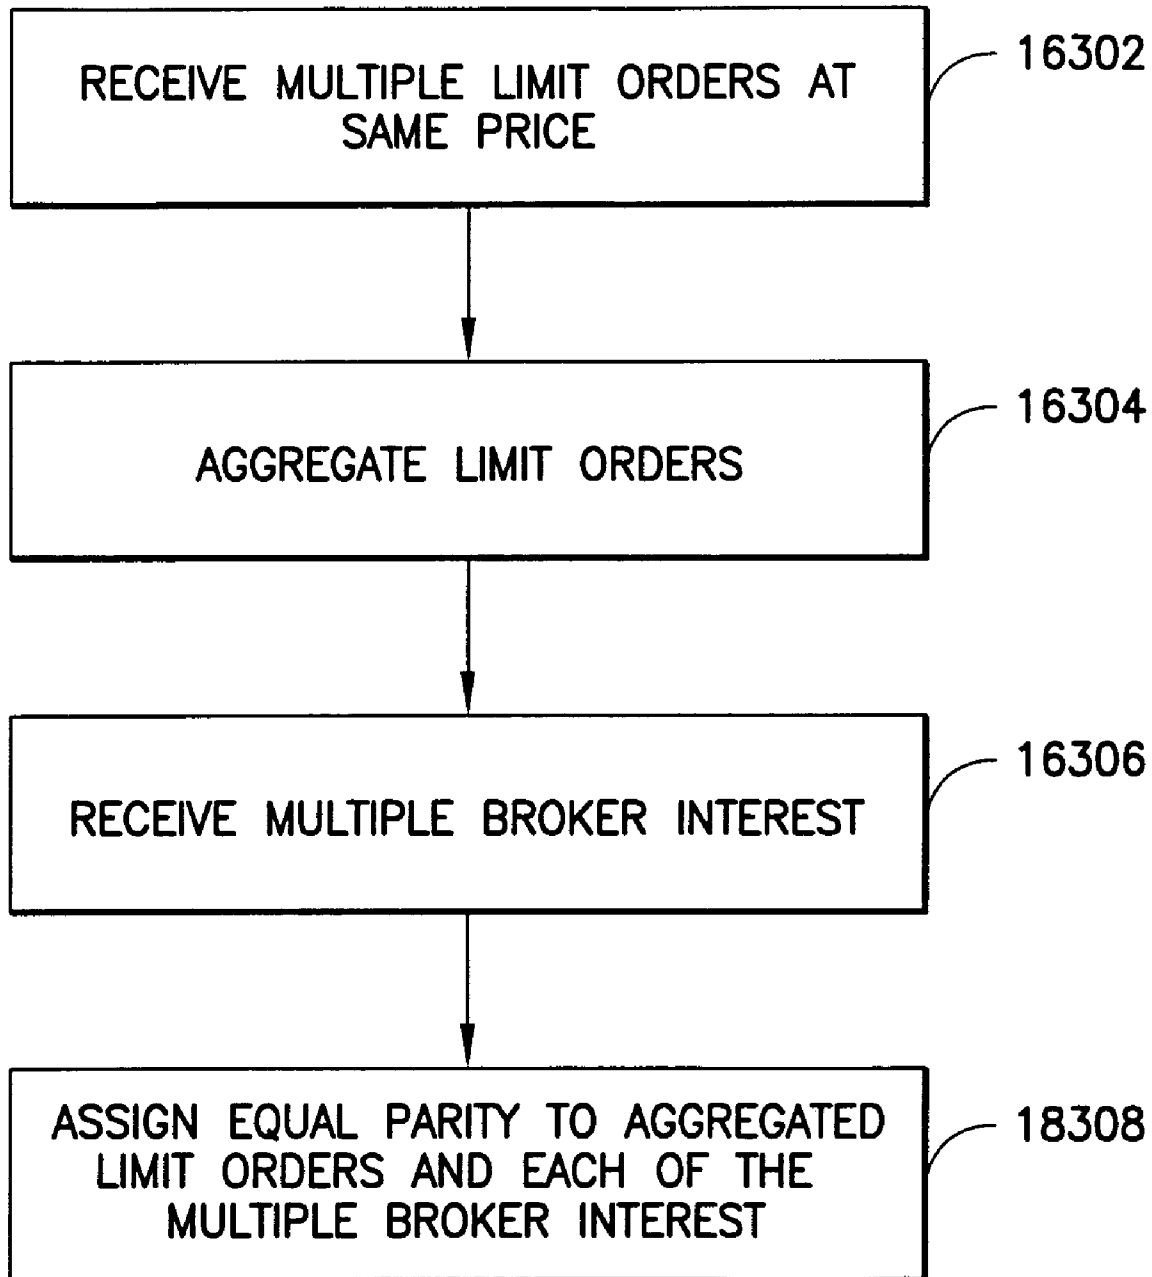 RECEIVE MULTIPLE LIMIT ORDERS AT
SAME PRICE
16302
AGGREGATE LIMIT ORDERS
16304
RECEIVE MULTIPLE BROKER INTEREST
16306
ASSIGN EQUAL PARITY TO AGGREGATED
LIMIT ORDERS AND EACH OF THE
MULTIPLE BROKER INTEREST
18308